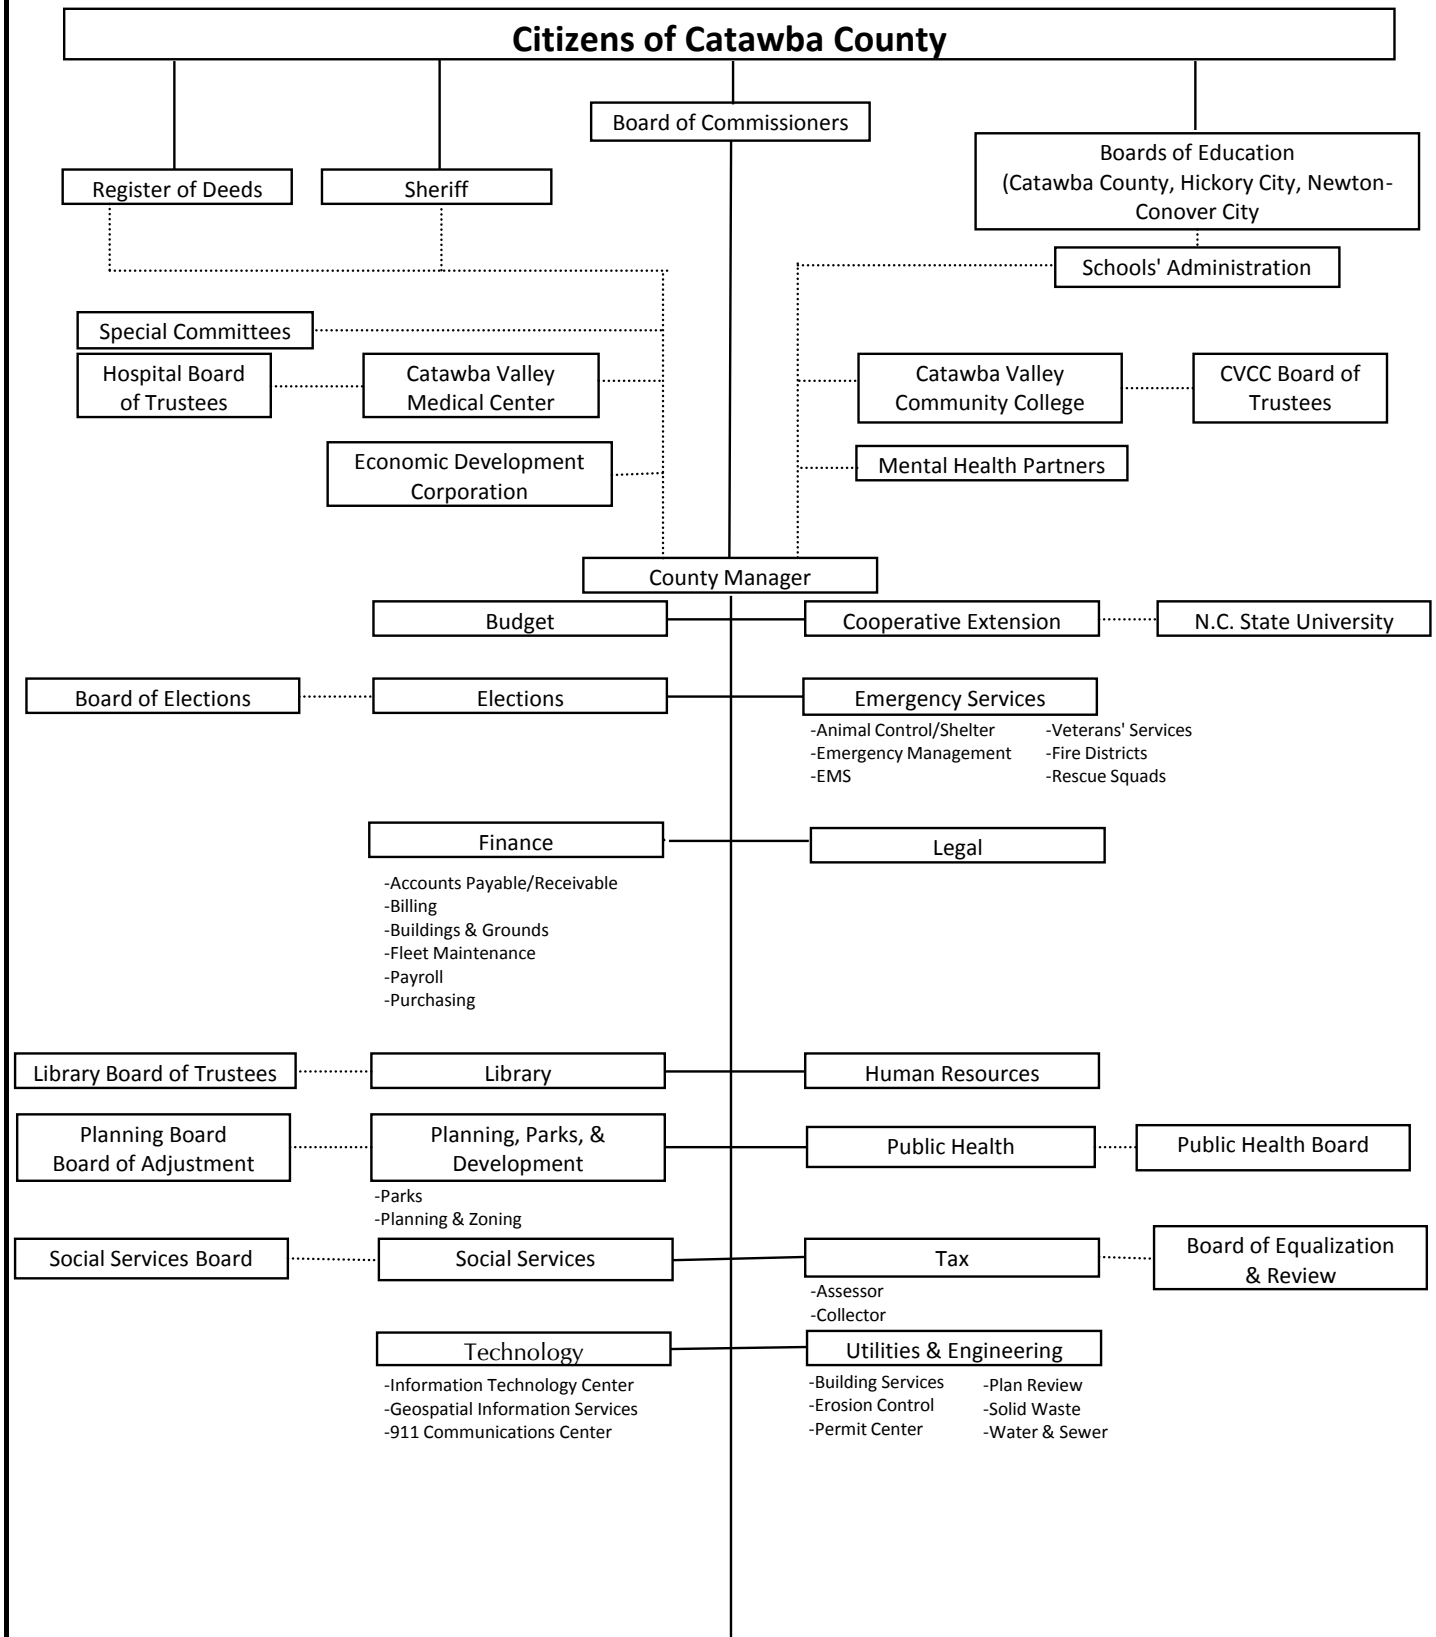 Citizens of Catawba County
Board of Commissioners
Boards of Education
(Catawba County, Hickory City, Newton-
Conover City
Register of Deeds
Sheriff
Schools' Administration
Special Committees
Hospital Board
of Trustees
Catawba Valley
Medical Center
Catawba Valley
Community College
CVCC Board of
Trustees
Economic Development
Corporation
Mental Health Partners
County Manager
Budget
Cooperative Extension
N.C. State University
Board of Elections
Elections
Emergency Services
-Animal Control/Shelter
-Emergency Management
-EMS
-Veterans' Services
-Fire Districts
-Rescue Squads
Finance
Legal
-Accounts Payable/Receivable
-Billing
-Buildings & Grounds
-Fleet Maintenance
-Payroll
-Purchasing
Library Board of Trustees
Library
Human Resources
Planning Board
Board of Adjustment
Planning, Parks, &
Development
Public Health
Public Health Board
-Parks
-Planning & Zoning
Social Services Board
Social Services
Tax
Board of Equalization
& Review
-Assessor
-Collector
Technology
Utilities & Engineering
-Information Technology Center
-Geospatial Information Services
-911 Communications Center
-Building Services
-Erosion Control
-Permit Center
-Plan Review
-Solid Waste
-Water & Sewer